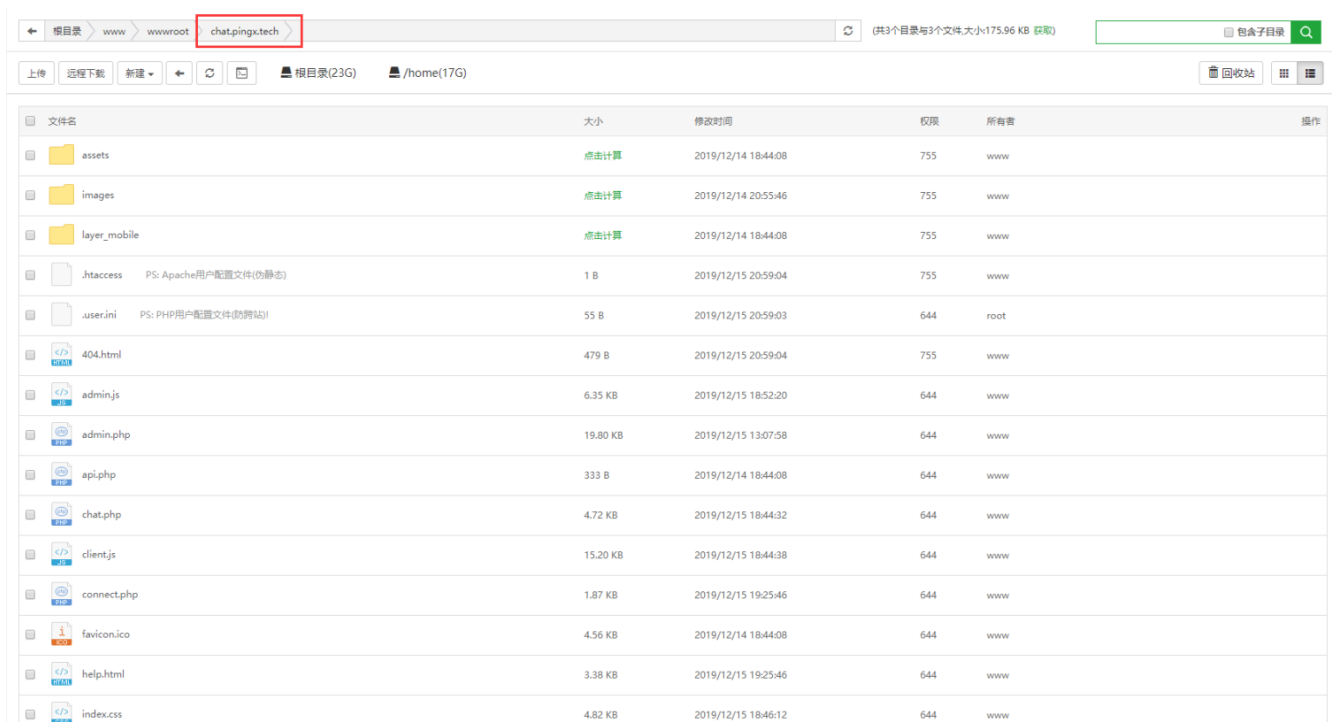 根目录 www wwwroot chat.pingx.tech (共3个目录与3个文件,大小:175.96 KB 获取) 包含子目录
上传 远程下载 新建 根目录(23G) /home(17G) 回收站
文件名 大小 修改时间 权限 所有者 操作
assets 点击计算 2019/12/14 18:44:08 755 www
images 点击计算 2019/12/14 20:55:46 755 www
layer_mobile 点击计算 2019/12/14 18:44:08 755 www
.htaccess PS: Apache用户配置文件(伪静态) 1 B 2019/12/15 20:59:04 755 www
.user.ini PS: PHP用户配置文件(防跨站)! 55 B 2019/12/15 20:59:03 644 root
HTML 404.html 479 B 2019/12/15 20:59:04 755 www
JS admin.js 6.35 KB 2019/12/15 18:52:20 644 www
PHP admin.php 19.80 KB 2019/12/15 13:07:58 644 www
PHP api.php 333 B 2019/12/14 18:44:08 644 www
PHP chat.php 4.72 KB 2019/12/15 18:44:32 644 www
JS client.js 15.20 KB 2019/12/15 18:44:38 644 www
PHP connect.php 1.87 KB 2019/12/15 19:25:46 644 www
ICO favicon.ico 4.56 KB 2019/12/14 18:44:08 644 www
HTML help.html 3.38 KB 2019/12/15 19:25:46 644 www
index.css 4.82 KB 2019/12/15 18:46:12 644 www